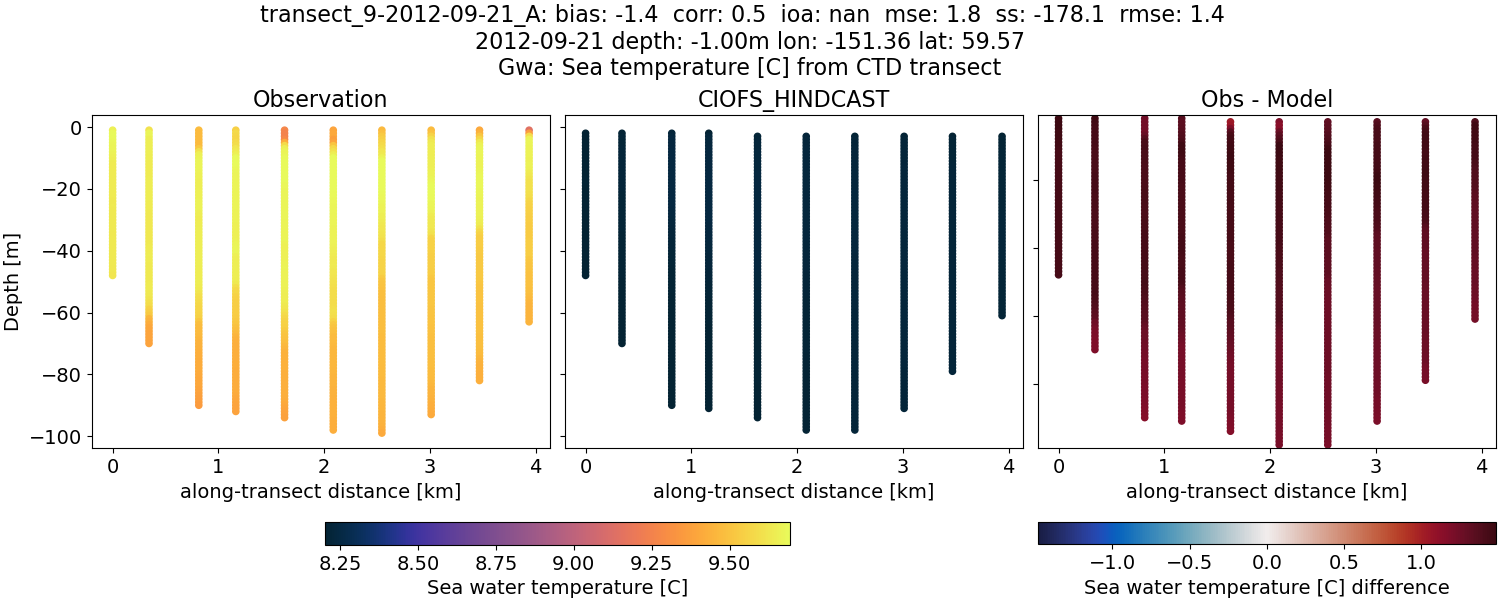 transect_9-2012-09-21_A: bias: -1.4  corr: 0.5  ioa: nan  mse: 1.8  ss: -178.1  rmse: 1.4
2012-09-21 depth: -1.00m lon: -151.36 lat: 59.57
Gwa: Sea temperature [C] from CTD transect
Observation
CIOFS_HINDCAST
Obs - Model
Depth [m]
0
−20
−40
−60
−80
−100
0 1 2 3 4
0 1 2 3 4
0 1 2 3 4
along-transect distance [km]
along-transect distance [km]
along-transect distance [km]
8.25 8.50 8.75 9.00 9.25 9.50
Sea water temperature [C]
−1.0 −0.5 0.0 0.5 1.0
Sea water temperature [C] difference